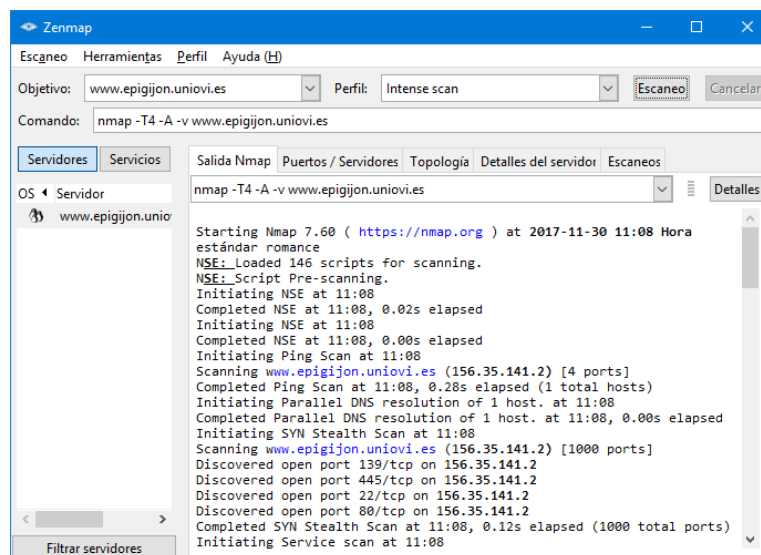 Zenmap
Escaneo Herramientas Perfil Ayuda (H)
Objetivo: www.epigijon.uniovi.es Perfil: Intense scan Escaneo Cancelar
Comando: nmap -T4 -A -v www.epigijon.uniovi.es
Servidores Servicios Salida Nmap Puertos / Servidores Topología Detalles del servidor Escaneos
OS Servidor nmap -T4 -A -v www.epigijon.uniovi.es Detalles
www.epigijon.unio
Starting Nmap 7.60 ( https://nmap.org ) at 2017-11-30 11:08 Hora
estándar romance
NSE: Loaded 146 scripts for scanning.
NSE: Script Pre-scanning.
Initiating NSE at 11:08
Completed NSE at 11:08, 0.02s elapsed
Initiating NSE at 11:08
Completed NSE at 11:08, 0.00s elapsed
Initiating Ping Scan at 11:08
Scanning www.epigijon.uniovi.es (156.35.141.2) [4 ports]
Completed Ping Scan at 11:08, 0.28s elapsed (1 total hosts)
Initiating Parallel DNS resolution of 1 host. at 11:08
Completed Parallel DNS resolution of 1 host. at 11:08, 0.00s elapsed
Initiating SYN Stealth Scan at 11:08
Scanning www.epigijon.uniovi.es (156.35.141.2) [1000 ports]
Discovered open port 139/tcp on 156.35.141.2
Discovered open port 445/tcp on 156.35.141.2
Discovered open port 22/tcp on 156.35.141.2
Discovered open port 80/tcp on 156.35.141.2
Completed SYN Stealth Scan at 11:08, 0.12s elapsed (1000 total ports)
Initiating Service scan at 11:08
Filtrar servidores